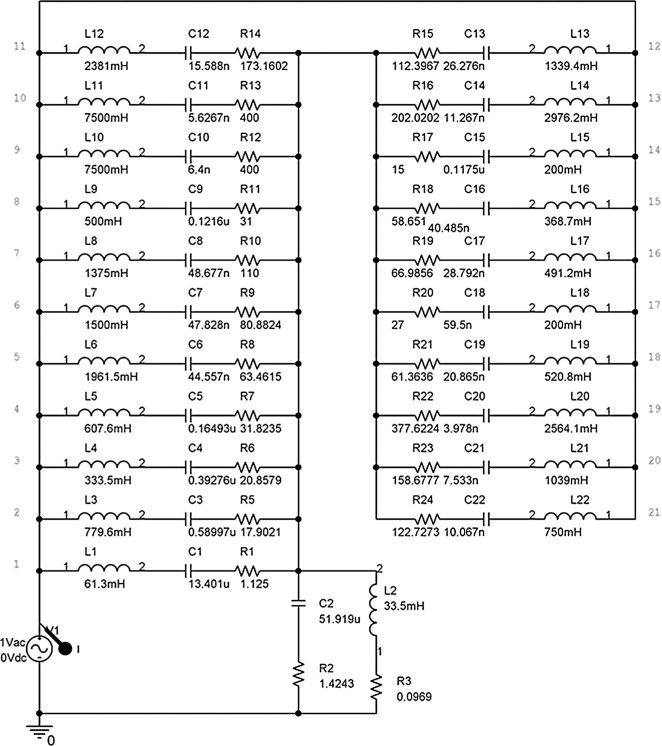 11 L12 C12 R14 R15 C13 L13 12
1 2 2 1
2381mH 15.588n 173.1602 112.3967 26.276n 1339.4mH
10 L11 C11 R13 R16 C14 L14 13
1 2 2 1
7500mH 5.6267n 400 202.0202 11.267n 2976.2mH
9 L10 C10 R12 R17 C15 L15 14
1 2 2 1
7500mH 6.4n 400 15 0.1175u 200mH
8 L9 C9 R11 R18 C16 L16 15
1 2 2 1
500mH 0.1216u 31 58.651 40.485n 368.7mH
7 L8 C8 R10 R19 C17 L17 16
1 2 2 1
1375mH 48.677n 110 66.9856 28.792n 491.2mH
6 L7 C7 R9 R20 C18 L18 17
1 2 2 1
1500mH 47.828n 80.8824 27 59.5n 200mH
5 L6 C6 R8 R21 C19 L19 18
1 2 2 1
1961.5mH 44.557n 63.4615 61.3636 20.865n 520.8mH
4 L5 C5 R7 R22 C20 L20 19
1 2 2 1
607.6mH 0.16493u 31.8235 377.6224 3.978n 2564.1mH
3 L4 C4 R6 R23 C21 L21 20
1 2 2 1
333.5mH 0.39276u 20.8579 158.6777 7.533n 1039mH
2 L3 C3 R5 R24 C22 L22 21
1 2 2 1
779.6mH 0.58997u 17.9021 122.7273 10.067n 750mH
1 L1 C1 R1
1 2 2
61.3mH 13.401u 1.125
C2 L2
51.919u 33.5mH
V1
1Vac I 1
0Vdc
R2 R3
1.4243 0.0969
0